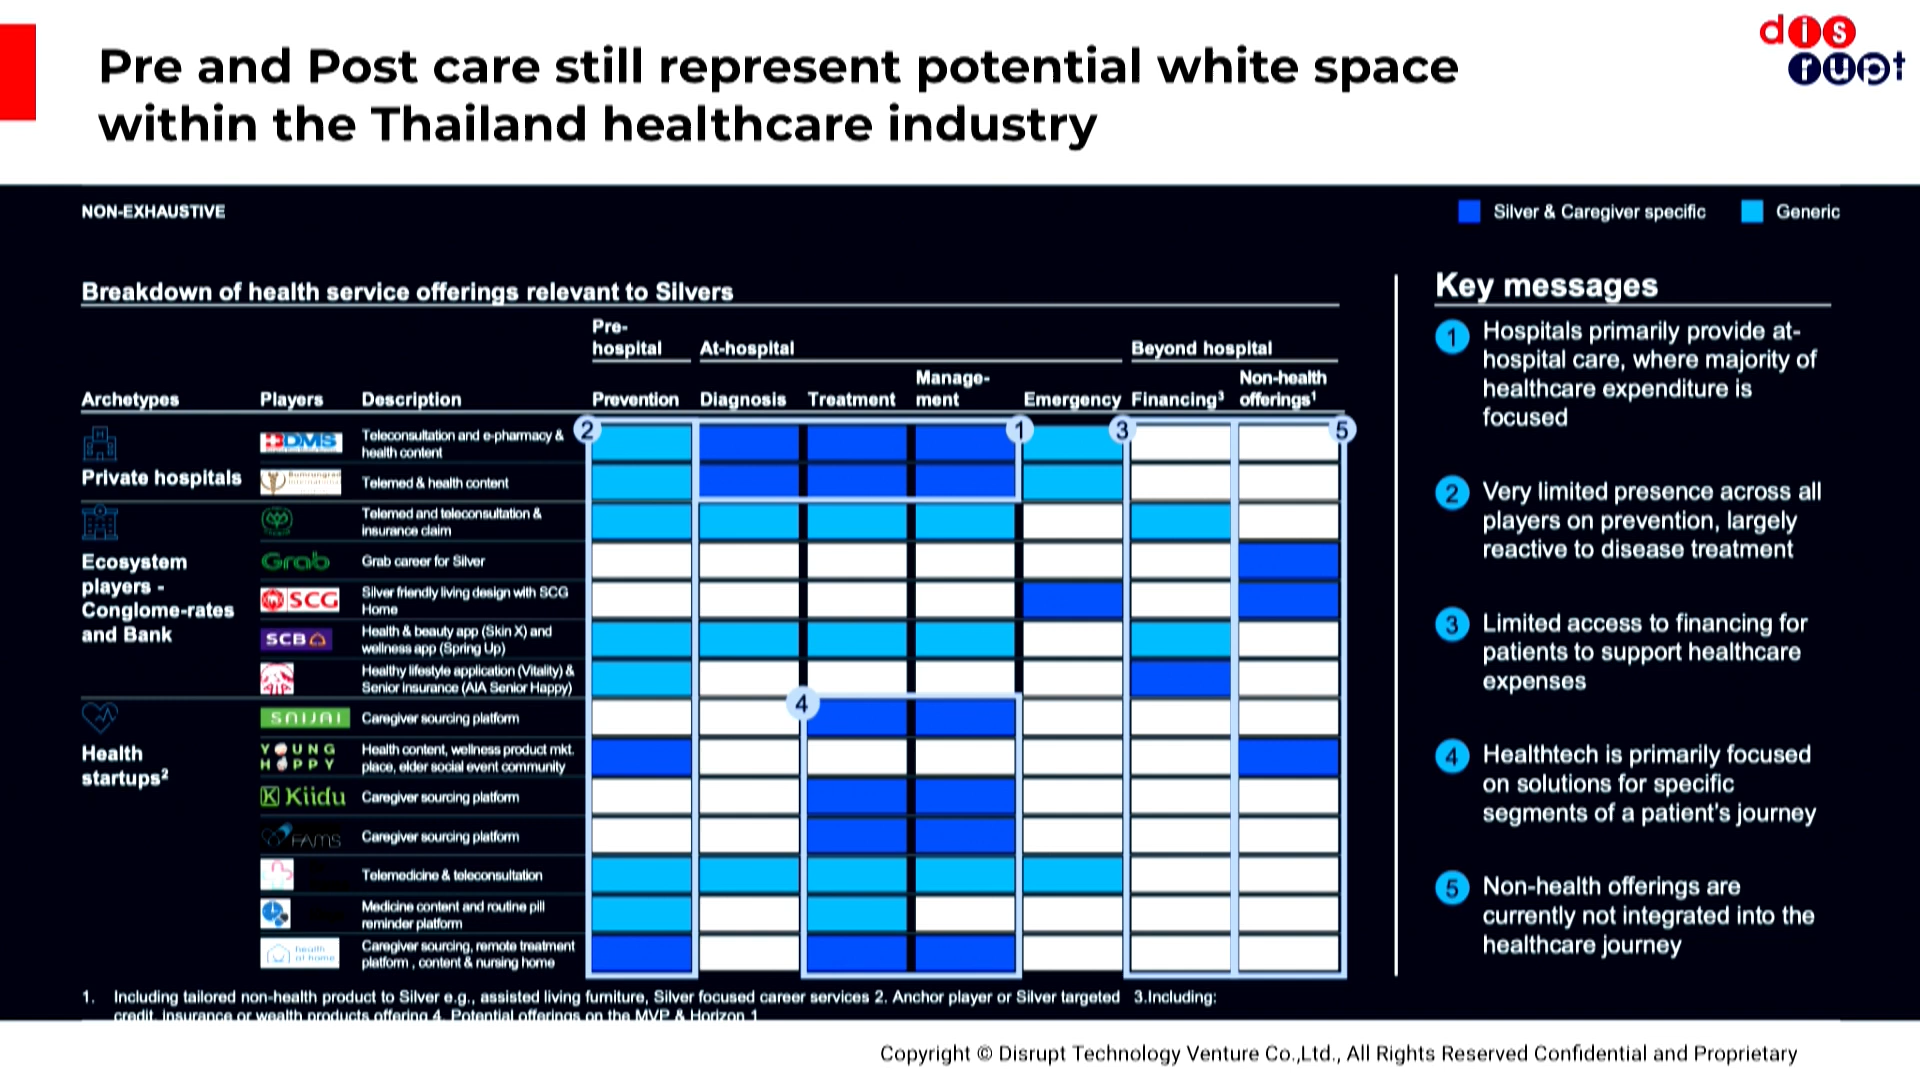 Pre and Post care still represent potential white space
within the Thailand healthcare industry
dis
rupt
NON-EXHAUSTIVE
Silver & Caregiver specific
Generic
Breakdown of health service offerings relevant to Silvers
Pre-
hospital
At-hospital
Beyond hospital
Archetypes
Players
Description
Prevention
Diagnosis
Treatment
Manage-
ment
Emergency
Financing³
Non-health
offerings¹
2
1
3
5
Private hospitals
BDMS
Teleconsultation and e-pharmacy &
health content
Bumrungrad
International
Telemed & health content
Ecosystem
players -
Conglome-rates
and Bank
Telemed and teleconsultation &
insurance claim
Grab
Grab career for Silver
SCG
Silver friendly living design with SCG
Home
SCB
Health & beauty app (Skin X) and
wellness app (Spring Up)
AIA
Healthy lifestyle application (Vitality) &
Senior insurance (AIA Senior Happy)
4
Health
startups²
SAIJAI
Caregiver sourcing platform
YOUNG
HAPPY
Health content, wellness product mkt.
place, elder social event community
Kiidu
Caregiver sourcing platform
FAMS
Caregiver sourcing platform
Telemedicine & teleconsultation
Medicine content and routine pill
reminder platform
health
at home
Caregiver sourcing, remote treatment
platform , content & nursing home
1. Including tailored non-health product to Silver e.g., assisted living furniture, Silver focused career services 2. Anchor player or Silver targeted 3.Including:
credit, insurance or wealth products offering 4. Potential offerings on the MVP & Horizon 1
Key messages
1 Hospitals primarily provide at-
hospital care, where majority of
healthcare expenditure is
focused
2 Very limited presence across all
players on prevention, largely
reactive to disease treatment
3 Limited access to financing for
patients to support healthcare
expenses
4 Healthtech is primarily focused
on solutions for specific
segments of a patient's journey
5 Non-health offerings are
currently not integrated into the
healthcare journey
Copyright © Disrupt Technology Venture Co.,Ltd., All Rights Reserved Confidential and Proprietary